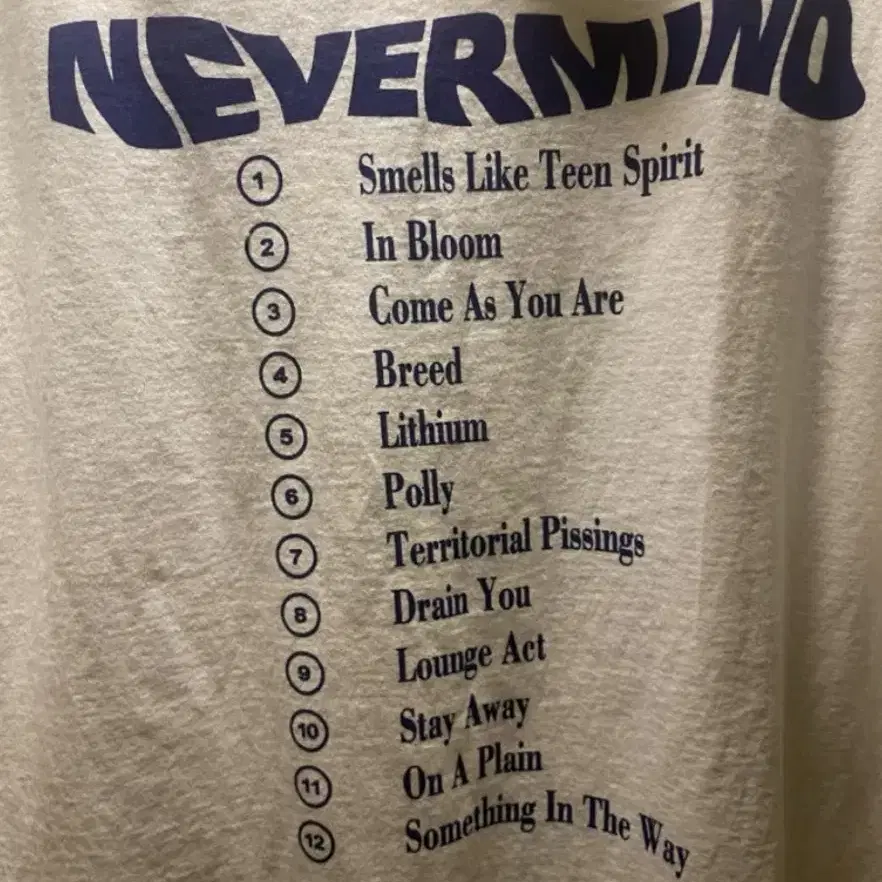 NEVERMIND
1 Smells Like Teen Spirit
2 In Bloom
3 Come As You Are
4 Breed
5 Lithium
6 Polly
7 Territorial Pissings
8 Drain You
9 Lounge Act
10 Stay Away
11 On A Plain
12 Something In The Way